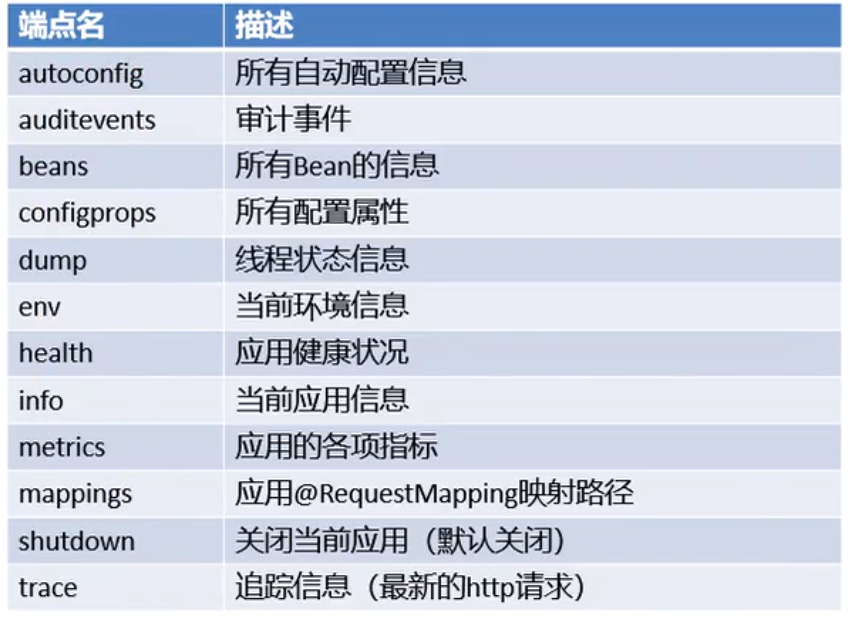 端点名 描述
autoconfig 所有自动配置信息
auditevents 审计事件
beans 所有Bean的信息
configprops 所有配置属性
dump 线程状态信息
env 当前环境信息
health 应用健康状况
info 当前应用信息
metrics 应用的各项指标
mappings 应用@RequestMapping映射路径
shutdown 关闭当前应用（默认关闭）
trace 追踪信息（最新的http请求）